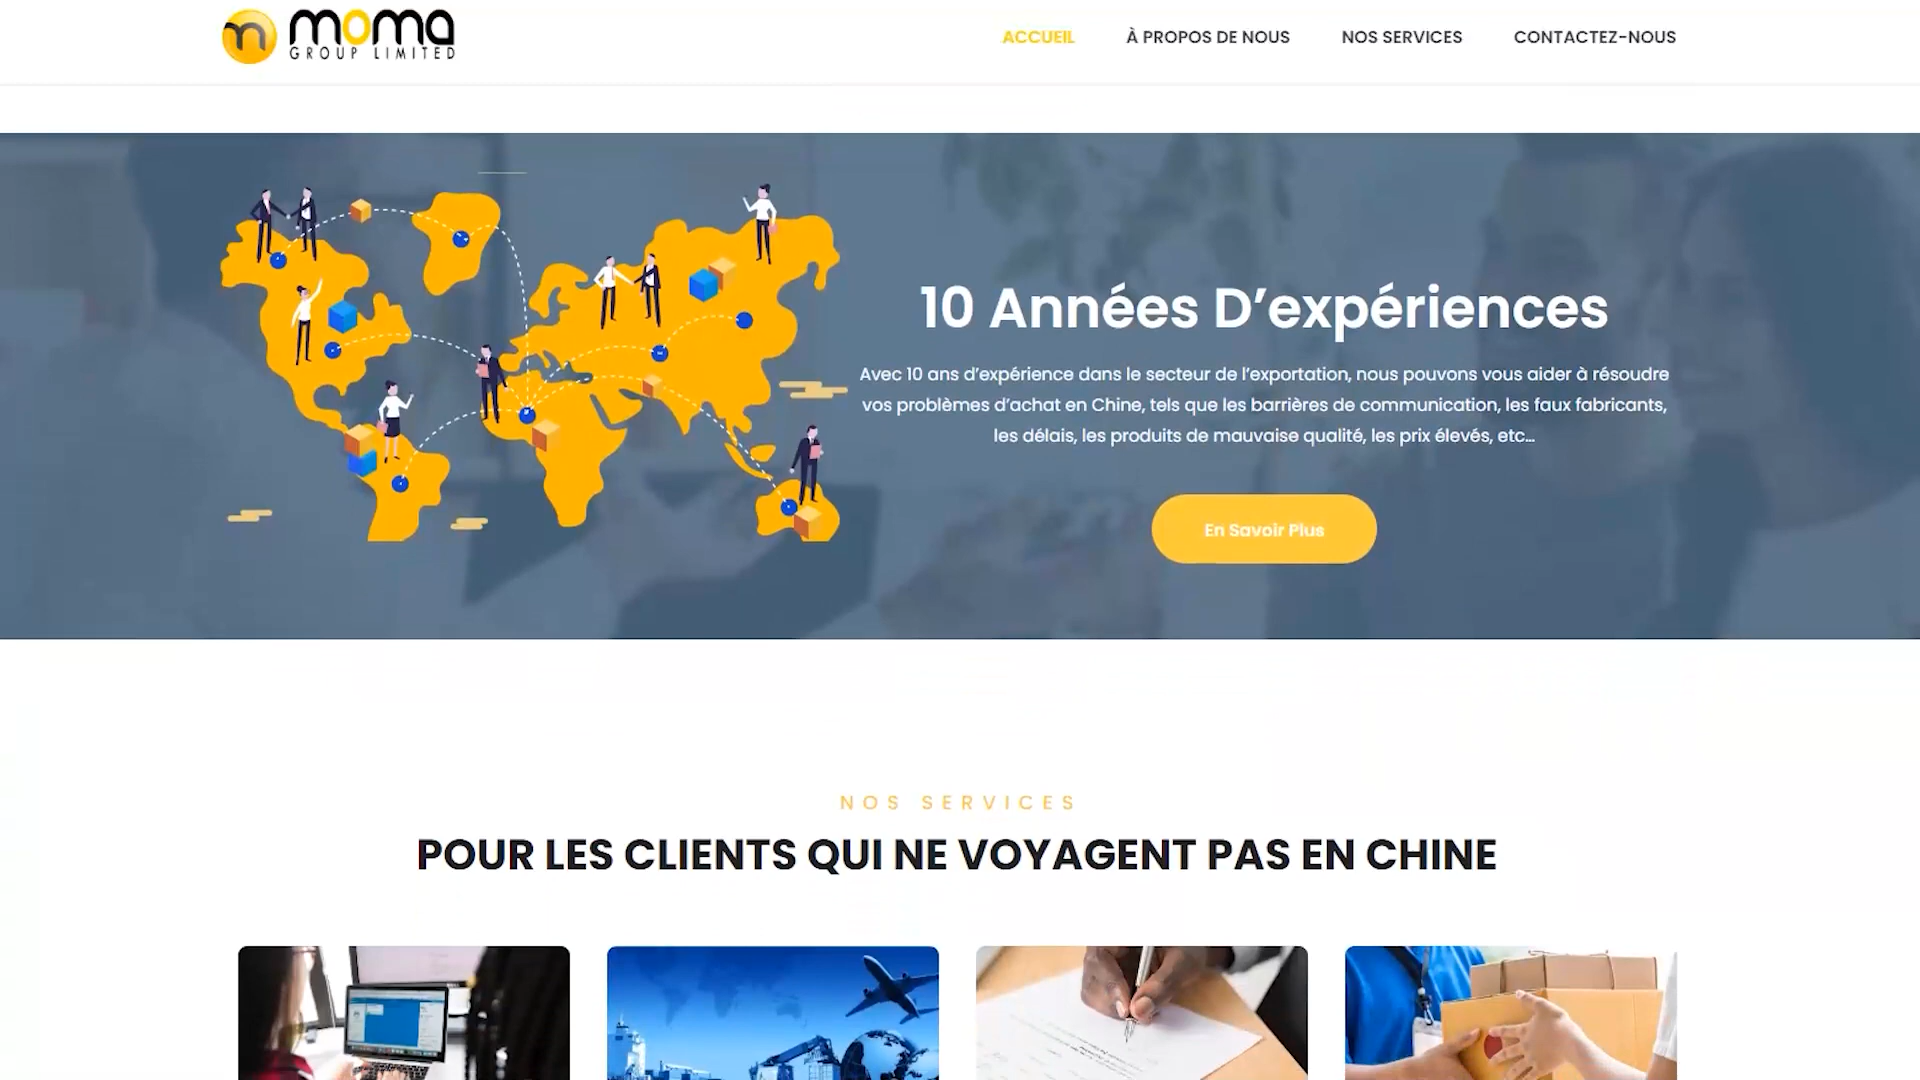 moma
GROUP LIMITED
ACCUEIL
À PROPOS DE NOUS
NOS SERVICES
CONTACTEZ-NOUS
10 Années D’expériences
Avec 10 ans d’expérience dans le secteur de l’exportation, nous pouvons vous aider à résoudre
vos problèmes d’achat en Chine, tels que les barrières de communication, les faux fabricants,
les délais, les produits de mauvaise qualité, les prix élevés, etc…
En Savoir Plus
NOS SERVICES
POUR LES CLIENTS QUI NE VOYAGENT PAS EN CHINE